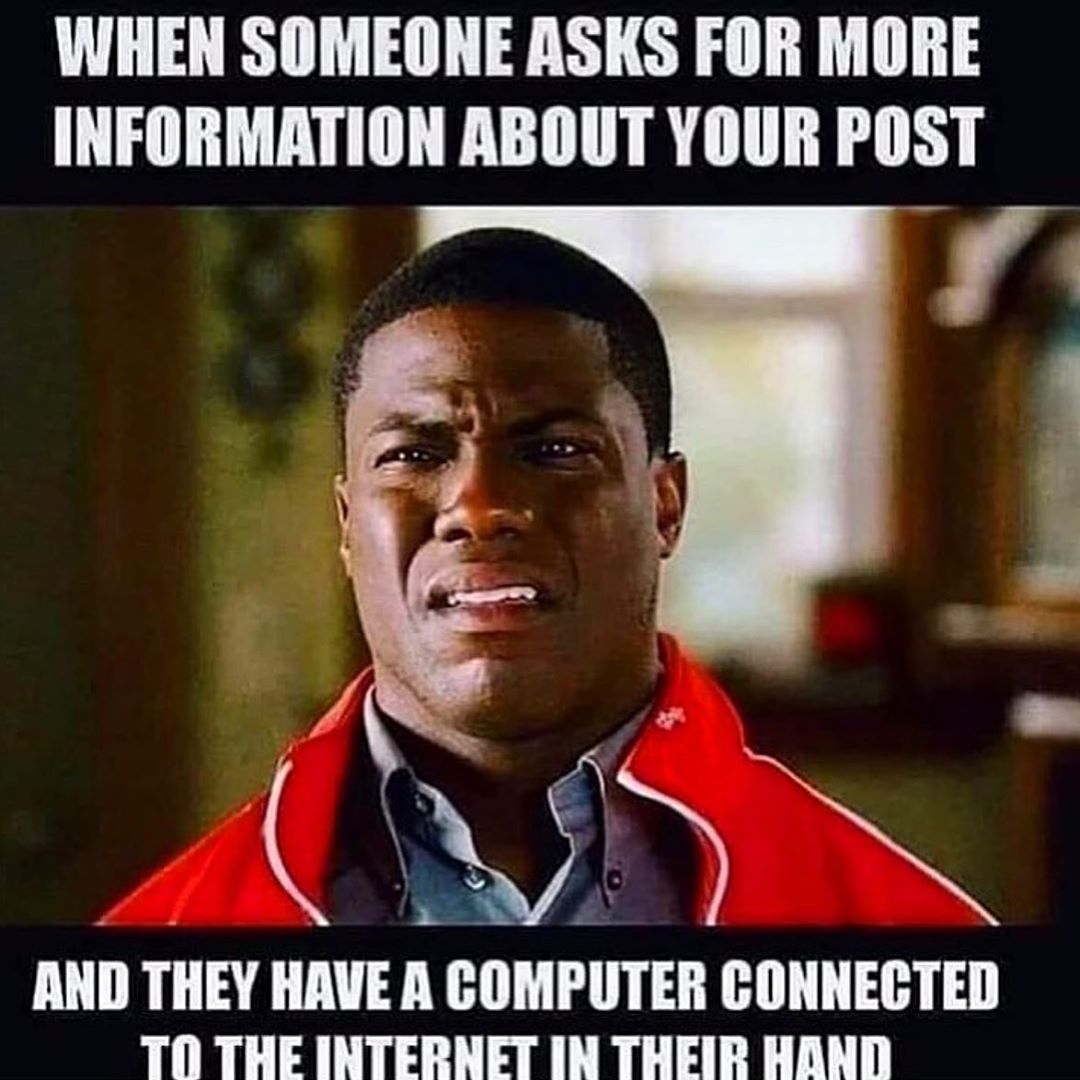 WHEN SOMEONE ASKS FOR MORE
INFORMATION ABOUT YOUR POST
AND THEY HAVE A COMPUTER CONNECTED
TO THE INTERNET IN THEIR HAND